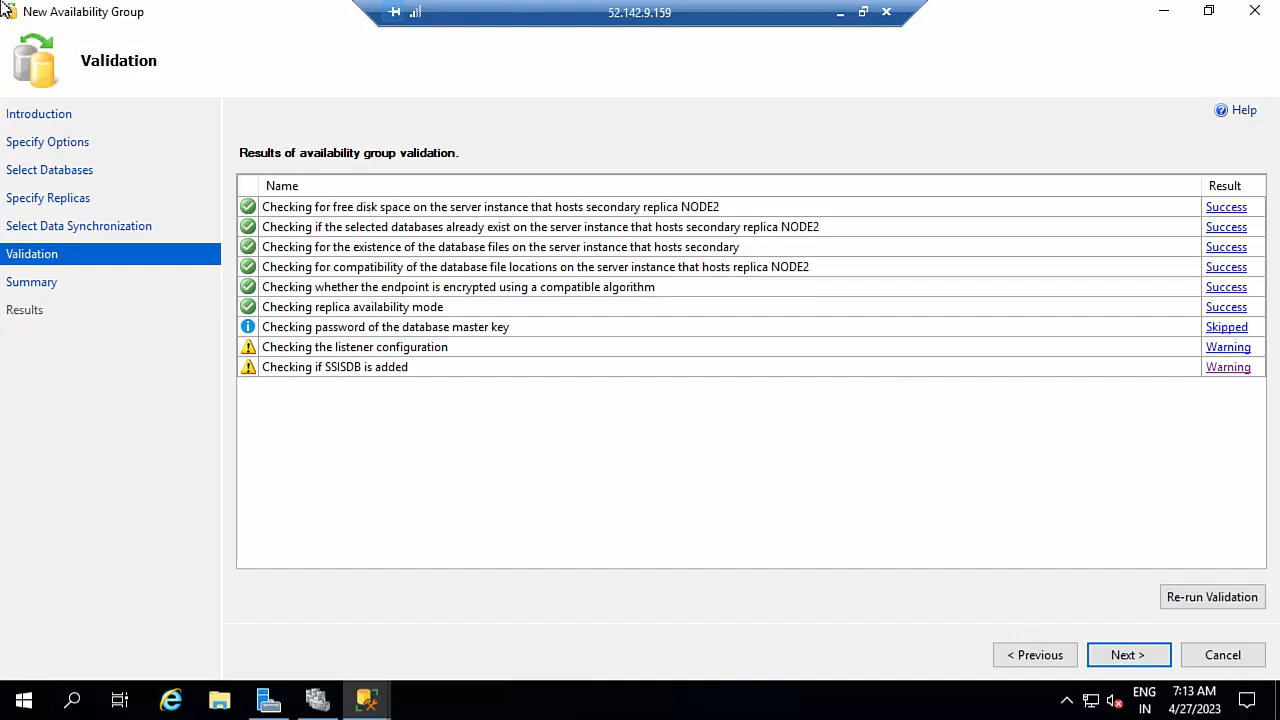 New Availability Group
52.142.9.159
Validation
Introduction
Specify Options
Select Databases
Specify Replicas
Select Data Synchronization
Validation
Summary
Results
Help
Results of availability group validation.
Name Result
Checking for free disk space on the server instance that hosts secondary replica NODE2 Success
Checking if the selected databases already exist on the server instance that hosts secondary replica NODE2 Success
Checking for the existence of the database files on the server instance that hosts secondary Success
Checking for compatibility of the database file locations on the server instance that hosts replica NODE2 Success
Checking whether the endpoint is encrypted using a compatible algorithm Success
Checking replica availability mode Success
Checking password of the database master key Skipped
Checking the listener configuration Warning
Checking if SSISDB is added Warning
Re-run Validation
< Previous Next > Cancel
ENG 7:13 AM
IN 4/27/2023